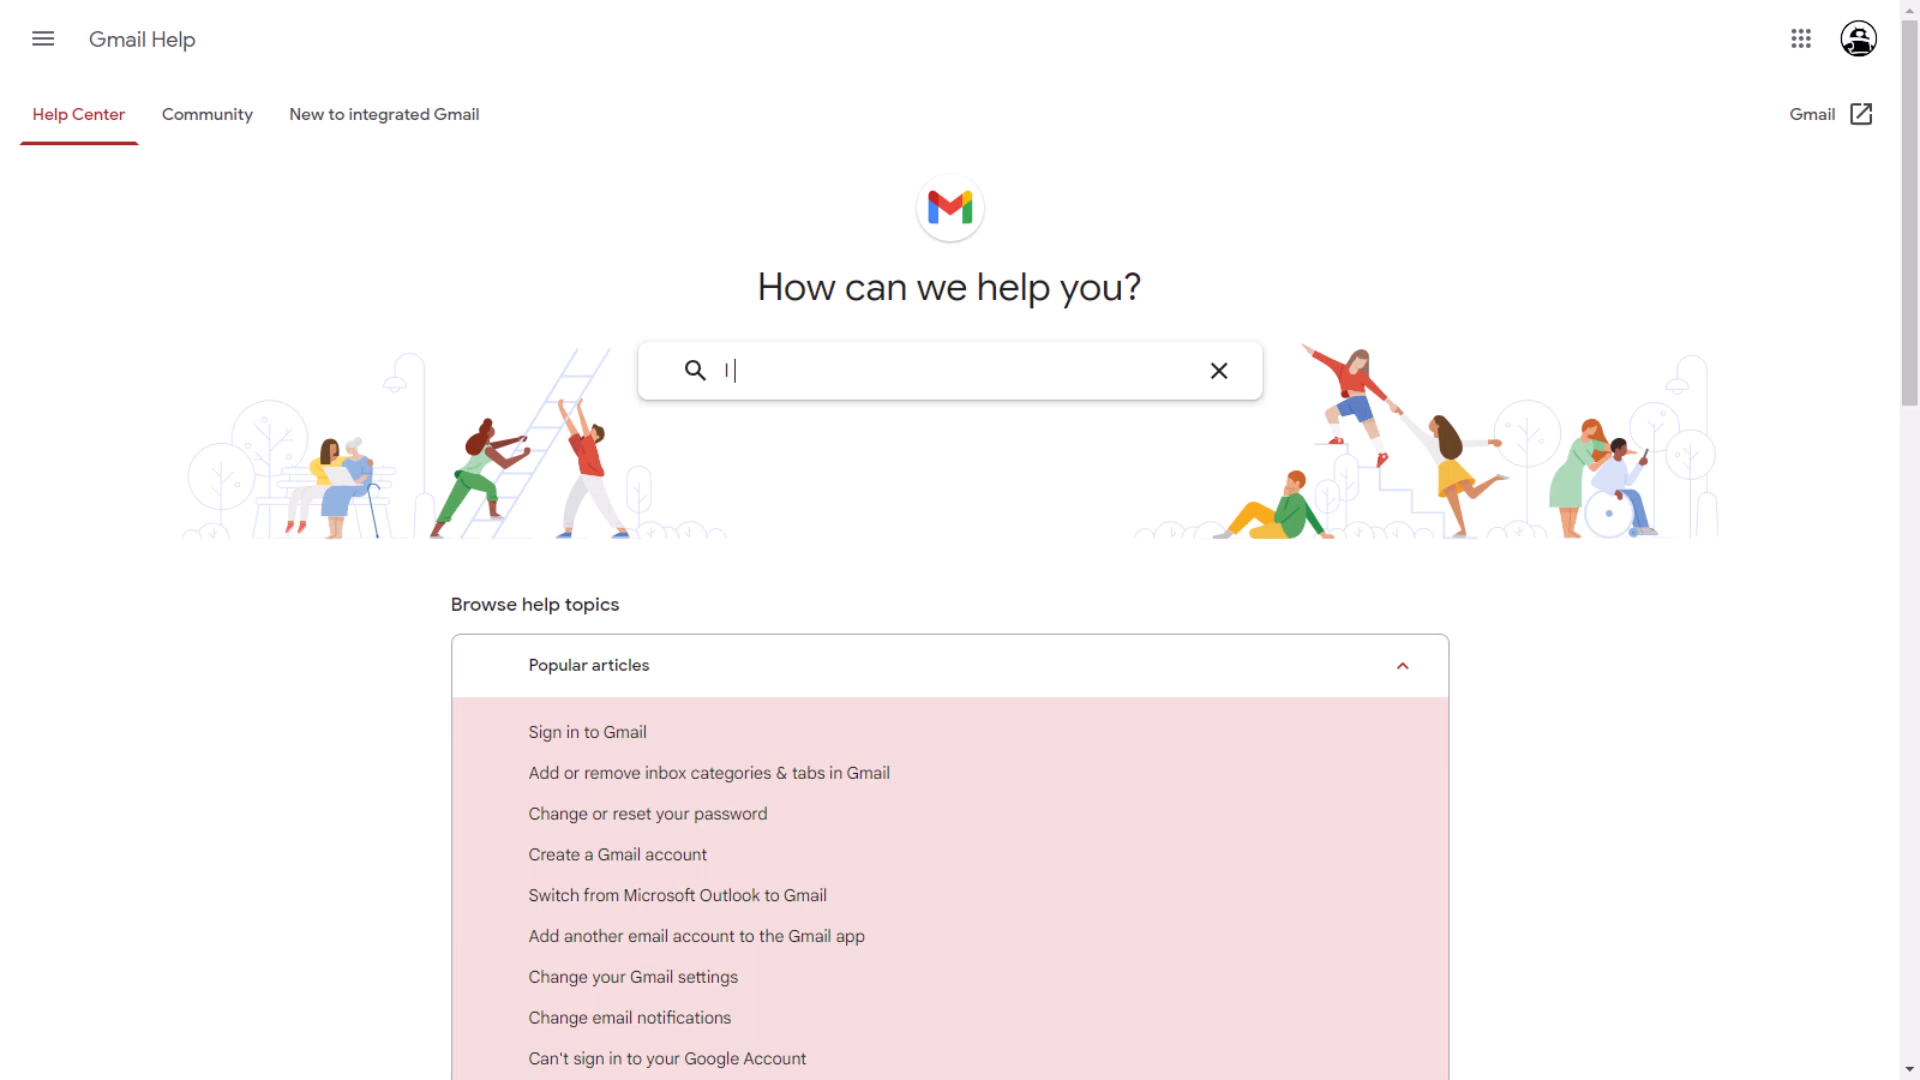 Gmail Help
Help Center
Community
New to integrated Gmail
Gmail
How can we help you?
I
Browse help topics
Popular articles
Sign in to Gmail
Add or remove inbox categories & tabs in Gmail
Change or reset your password
Create a Gmail account
Switch from Microsoft Outlook to Gmail
Add another email account to the Gmail app
Change your Gmail settings
Change email notifications
Can't sign in to your Google Account